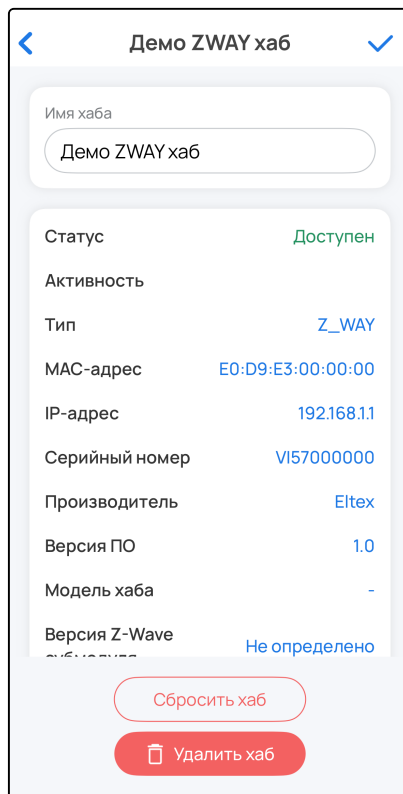 Демо ZWAY хаб
Имя хаба
Демо ZWAY хаб
Статус Доступен
Активность
Тип Z_WAY
MAC-адрес E0:D9:E3:00:00:00
IP-адрес 192.168.1.1
Серийный номер VI57000000
Производитель Eltex
Версия ПО 1.0
Модель хаба -
Версия Z-Wave
субмодуля Не определено
Сбросить хаб
Удалить хаб